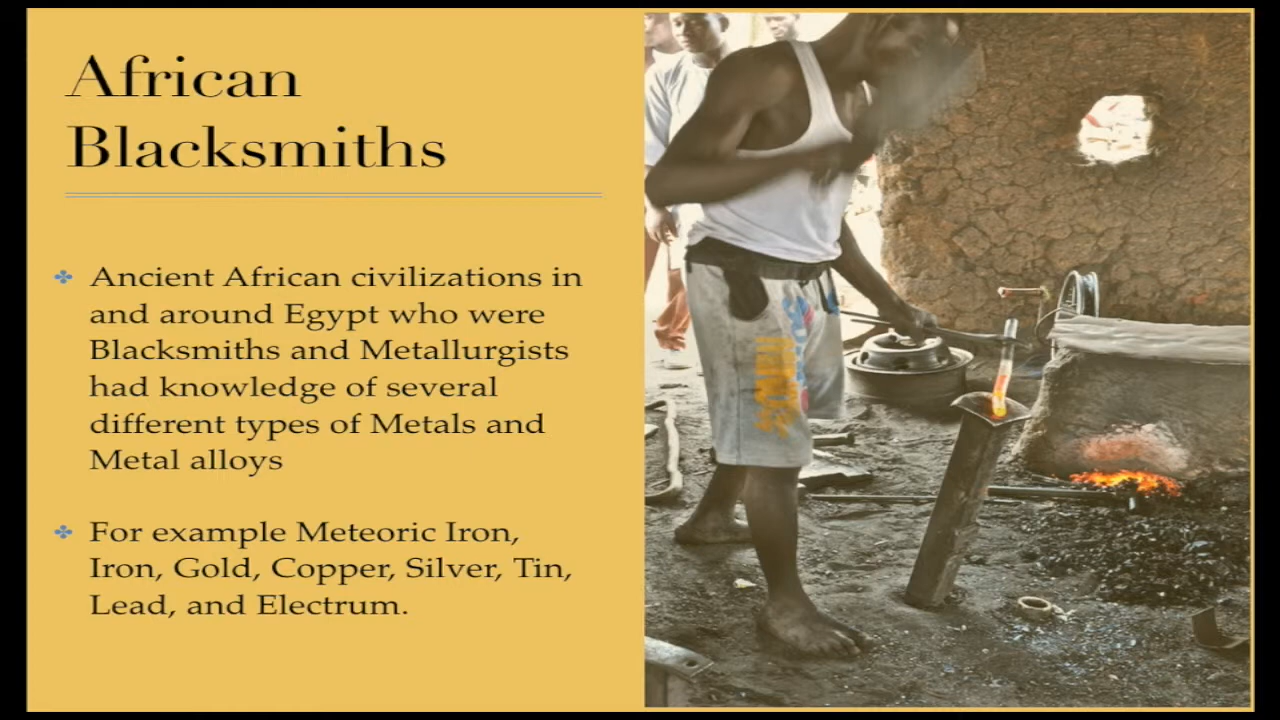 African
Blacksmiths
Ancient African civilizations in
and around Egypt who were
Blacksmiths and Metallurgists
had knowledge of several
different types of Metals and
Metal alloys
For example Meteoric Iron,
Iron, Gold, Copper, Silver, Tin,
Lead, and Electrum.